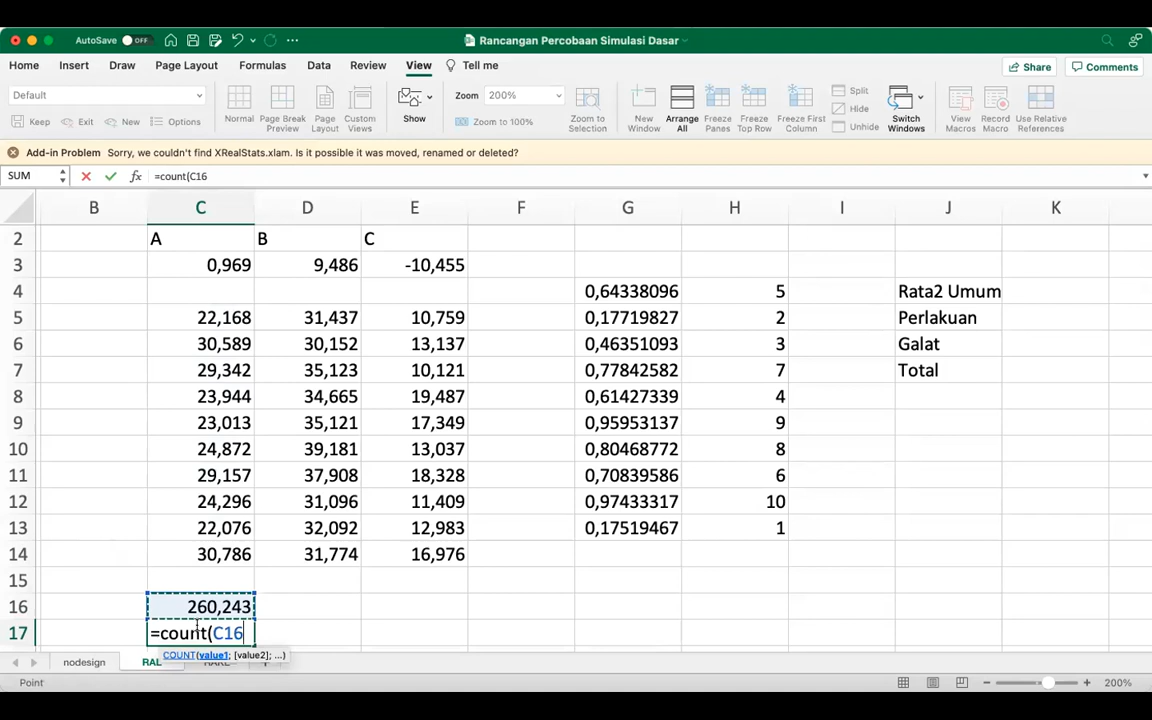 AutoSave OFF Rancangan Percobaan Simulasi Dasar
Home Insert Draw Page Layout Formulas Data Review View Tell me Share Comments
Default Zoom 200% Split
Hide
Unhide
Keep Exit New Options Normal Page Break Preview Page Layout Custom Views Show Zoom to 100% Zoom to Selection New Window Arrange All Freeze Panes Freeze Top Row Freeze First Column Switch Windows View Macros Record Macro Use Relative References
Add-in Problem Sorry, we couldn't find XRealStats.xlam. Is it possible it was moved, renamed or deleted?
SUM fx =count(C16
B C D E F G H I J K
2 A B C
3 0,969 9,486 -10,455
4 0,64338096 5 Rata2 Umum
5 22,168 31,437 10,759 0,17719827 2 Perlakuan
6 30,589 30,152 13,137 0,46351093 3 Galat
7 29,342 35,123 10,121 0,77842582 7 Total
8 23,944 34,665 19,487 0,61427339 4
9 23,013 35,121 17,349 0,95953137 9
10 24,872 39,181 13,037 0,80468772 8
11 29,157 37,908 18,328 0,70839586 6
12 24,296 31,096 11,409 0,97433317 10
13 22,076 32,092 12,983 0,17519467 1
14 30,786 31,774 16,976
15
16 260,243
17 =count(C16
COUNT(value1; [value2]; ...)
nodesign RAL
Point 200%